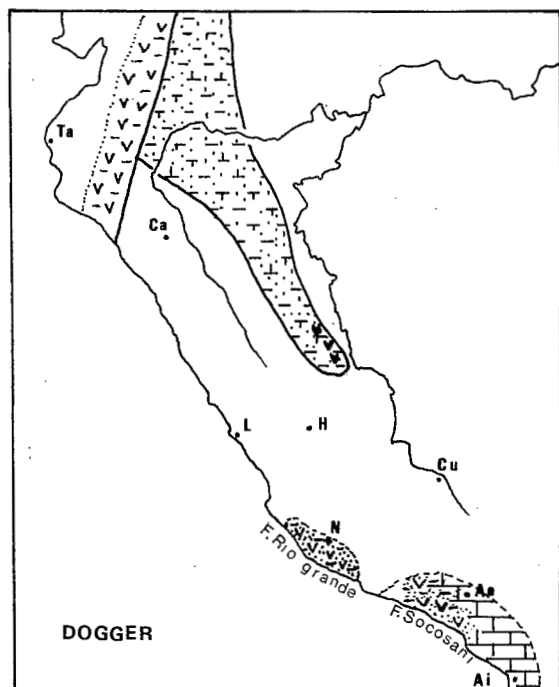 Ta
Ca
L
H
Cu
N
F. Rio grande
Ae
F. Socosani
DOGGER
Ai